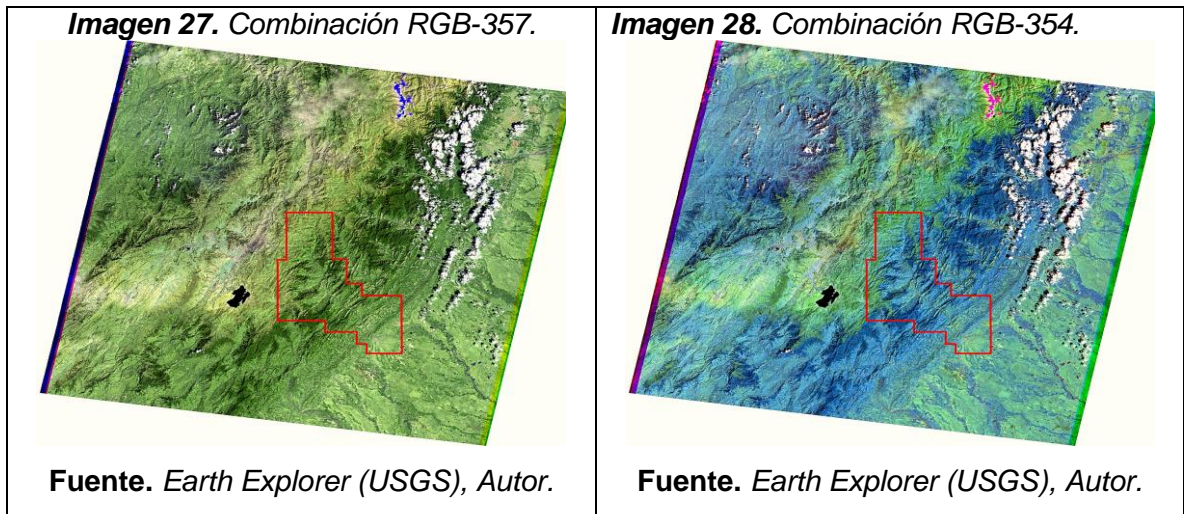 Imagen 27. Combinación RGB-357.
Fuente. Earth Explorer (USGS), Autor.
Imagen 28. Combinación RGB-354.
Fuente. Earth Explorer (USGS), Autor.